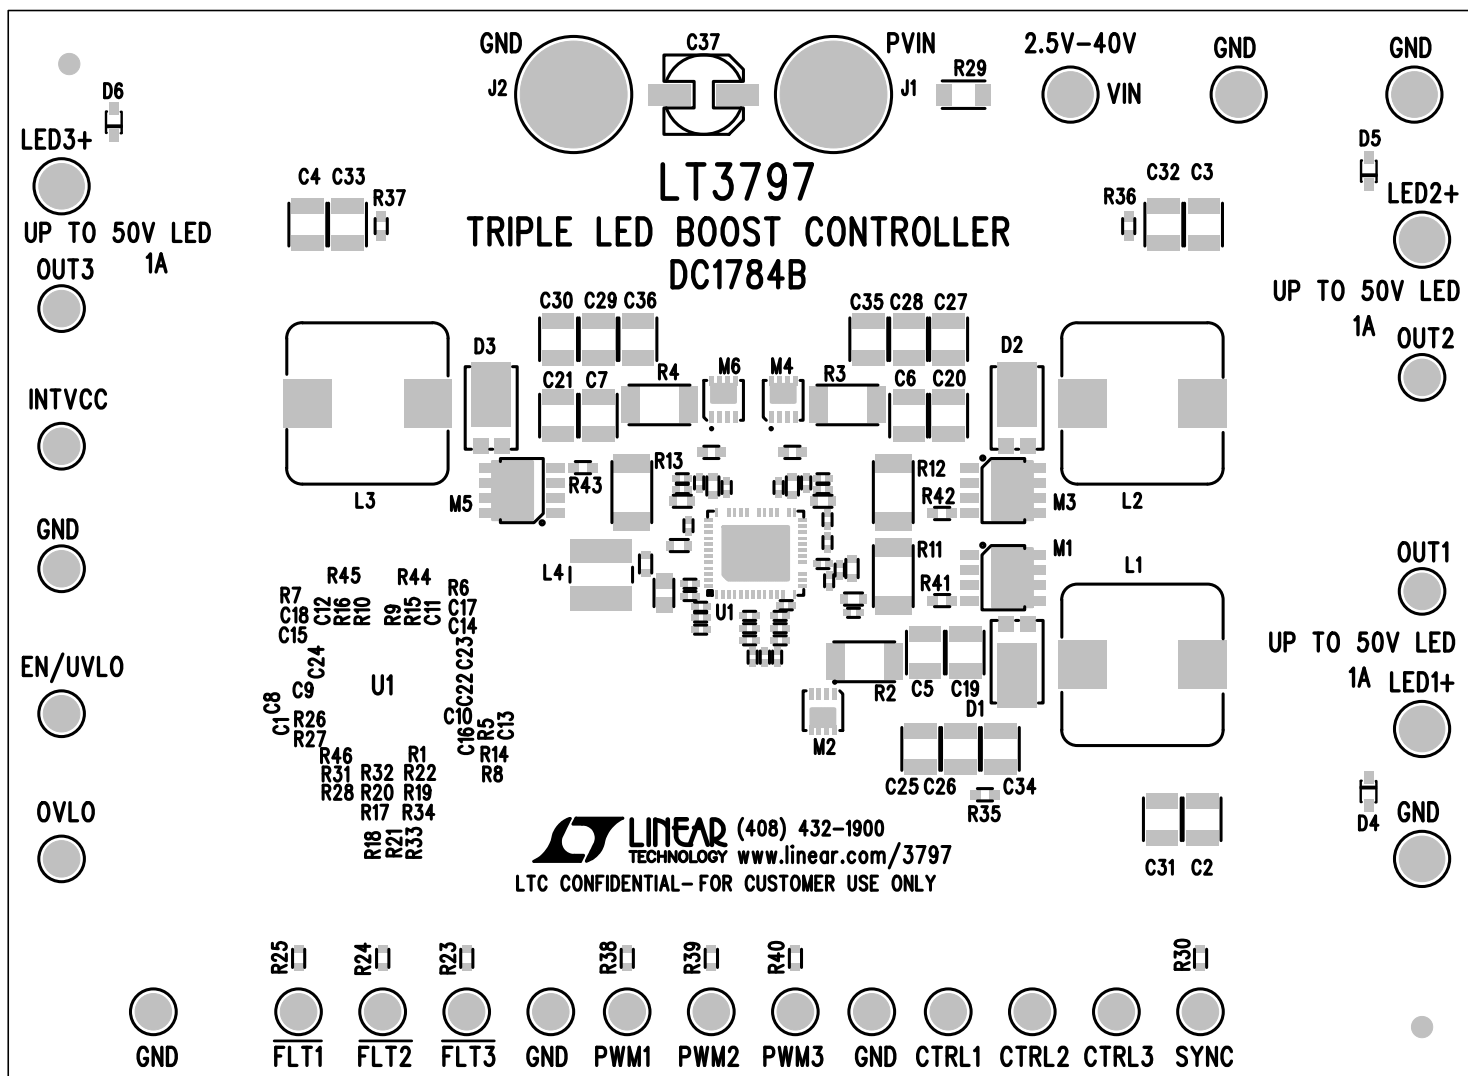 GND
C37
PVIN
2.5V-40V
GND
GND
J2
J1
R29
VIN
D6
LED3+
D5
LT3797
C4 C33
R37
C32 C3
R36
LED2+
UP TO 50V LED
1A
TRIPLE LED BOOST CONTROLLER
OUT3
DC1784B
UP TO 50V LED
1A
C30 C29 C36
C35 C28 C27
D3
D2
OUT2
M6 M4
R4
R3
C21 C7
C6 C20
INTVCC
R13
R12
R43
R42
L3
M5
M3
L2
GND
L4
R11
M1
L1
OUT1
R41
U1
R45 R44
R7
R6
C18
C12
R16
R10
R9
R15
C11
C17
C15
C14
C24
C23
U1
C9
C22
C8
C1
R26
R27
C10
C16
R5
C13
R46
R1
R14
R31 R32 R22
R8
R28 R20 R19
R17 R34
R18
R21
R33
EN/UVLO
UP TO 50V LED
1A
LED1+
R2
C5 C19
D1
M2
C25 C26 C34
R35
OVLO
D4
GND
C31 C2
LINEAR
TECHNOLOGY
(408) 432-1900
www.linear.com/3797
LTC CONFIDENTIAL-FOR CUSTOMER USE ONLY
R25
R24
R23
R38
R39
R40
R30
GND FLT1 FLT2 FLT3 GND PWM1 PWM2 PWM3 GND CTRL1 CTRL2 CTRL3 SYNC